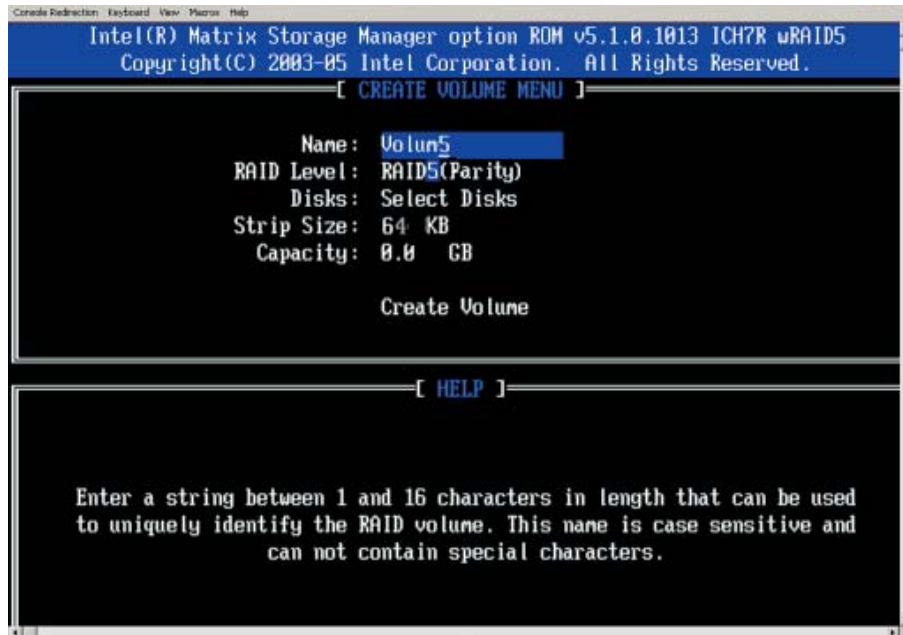 Console Redirection Keyboard View Macros Help
Intel(R) Matrix Storage Manager option ROM v5.1.0.1013 ICH7R wRAID5
Copyright(C) 2003-05 Intel Corporation. All Rights Reserved.
[ CREATE VOLUME MENU ]
Name: Volum5
RAID Level: RAID5(Parity)
Disks: Select Disks
Strip Size: 64 KB
Capacity: 0.0 GB
Create Volume
[ HELP ]
Enter a string between 1 and 16 characters in length that can be used
to uniquely identify the RAID volume. This name is case sensitive and
can not contain special characters.